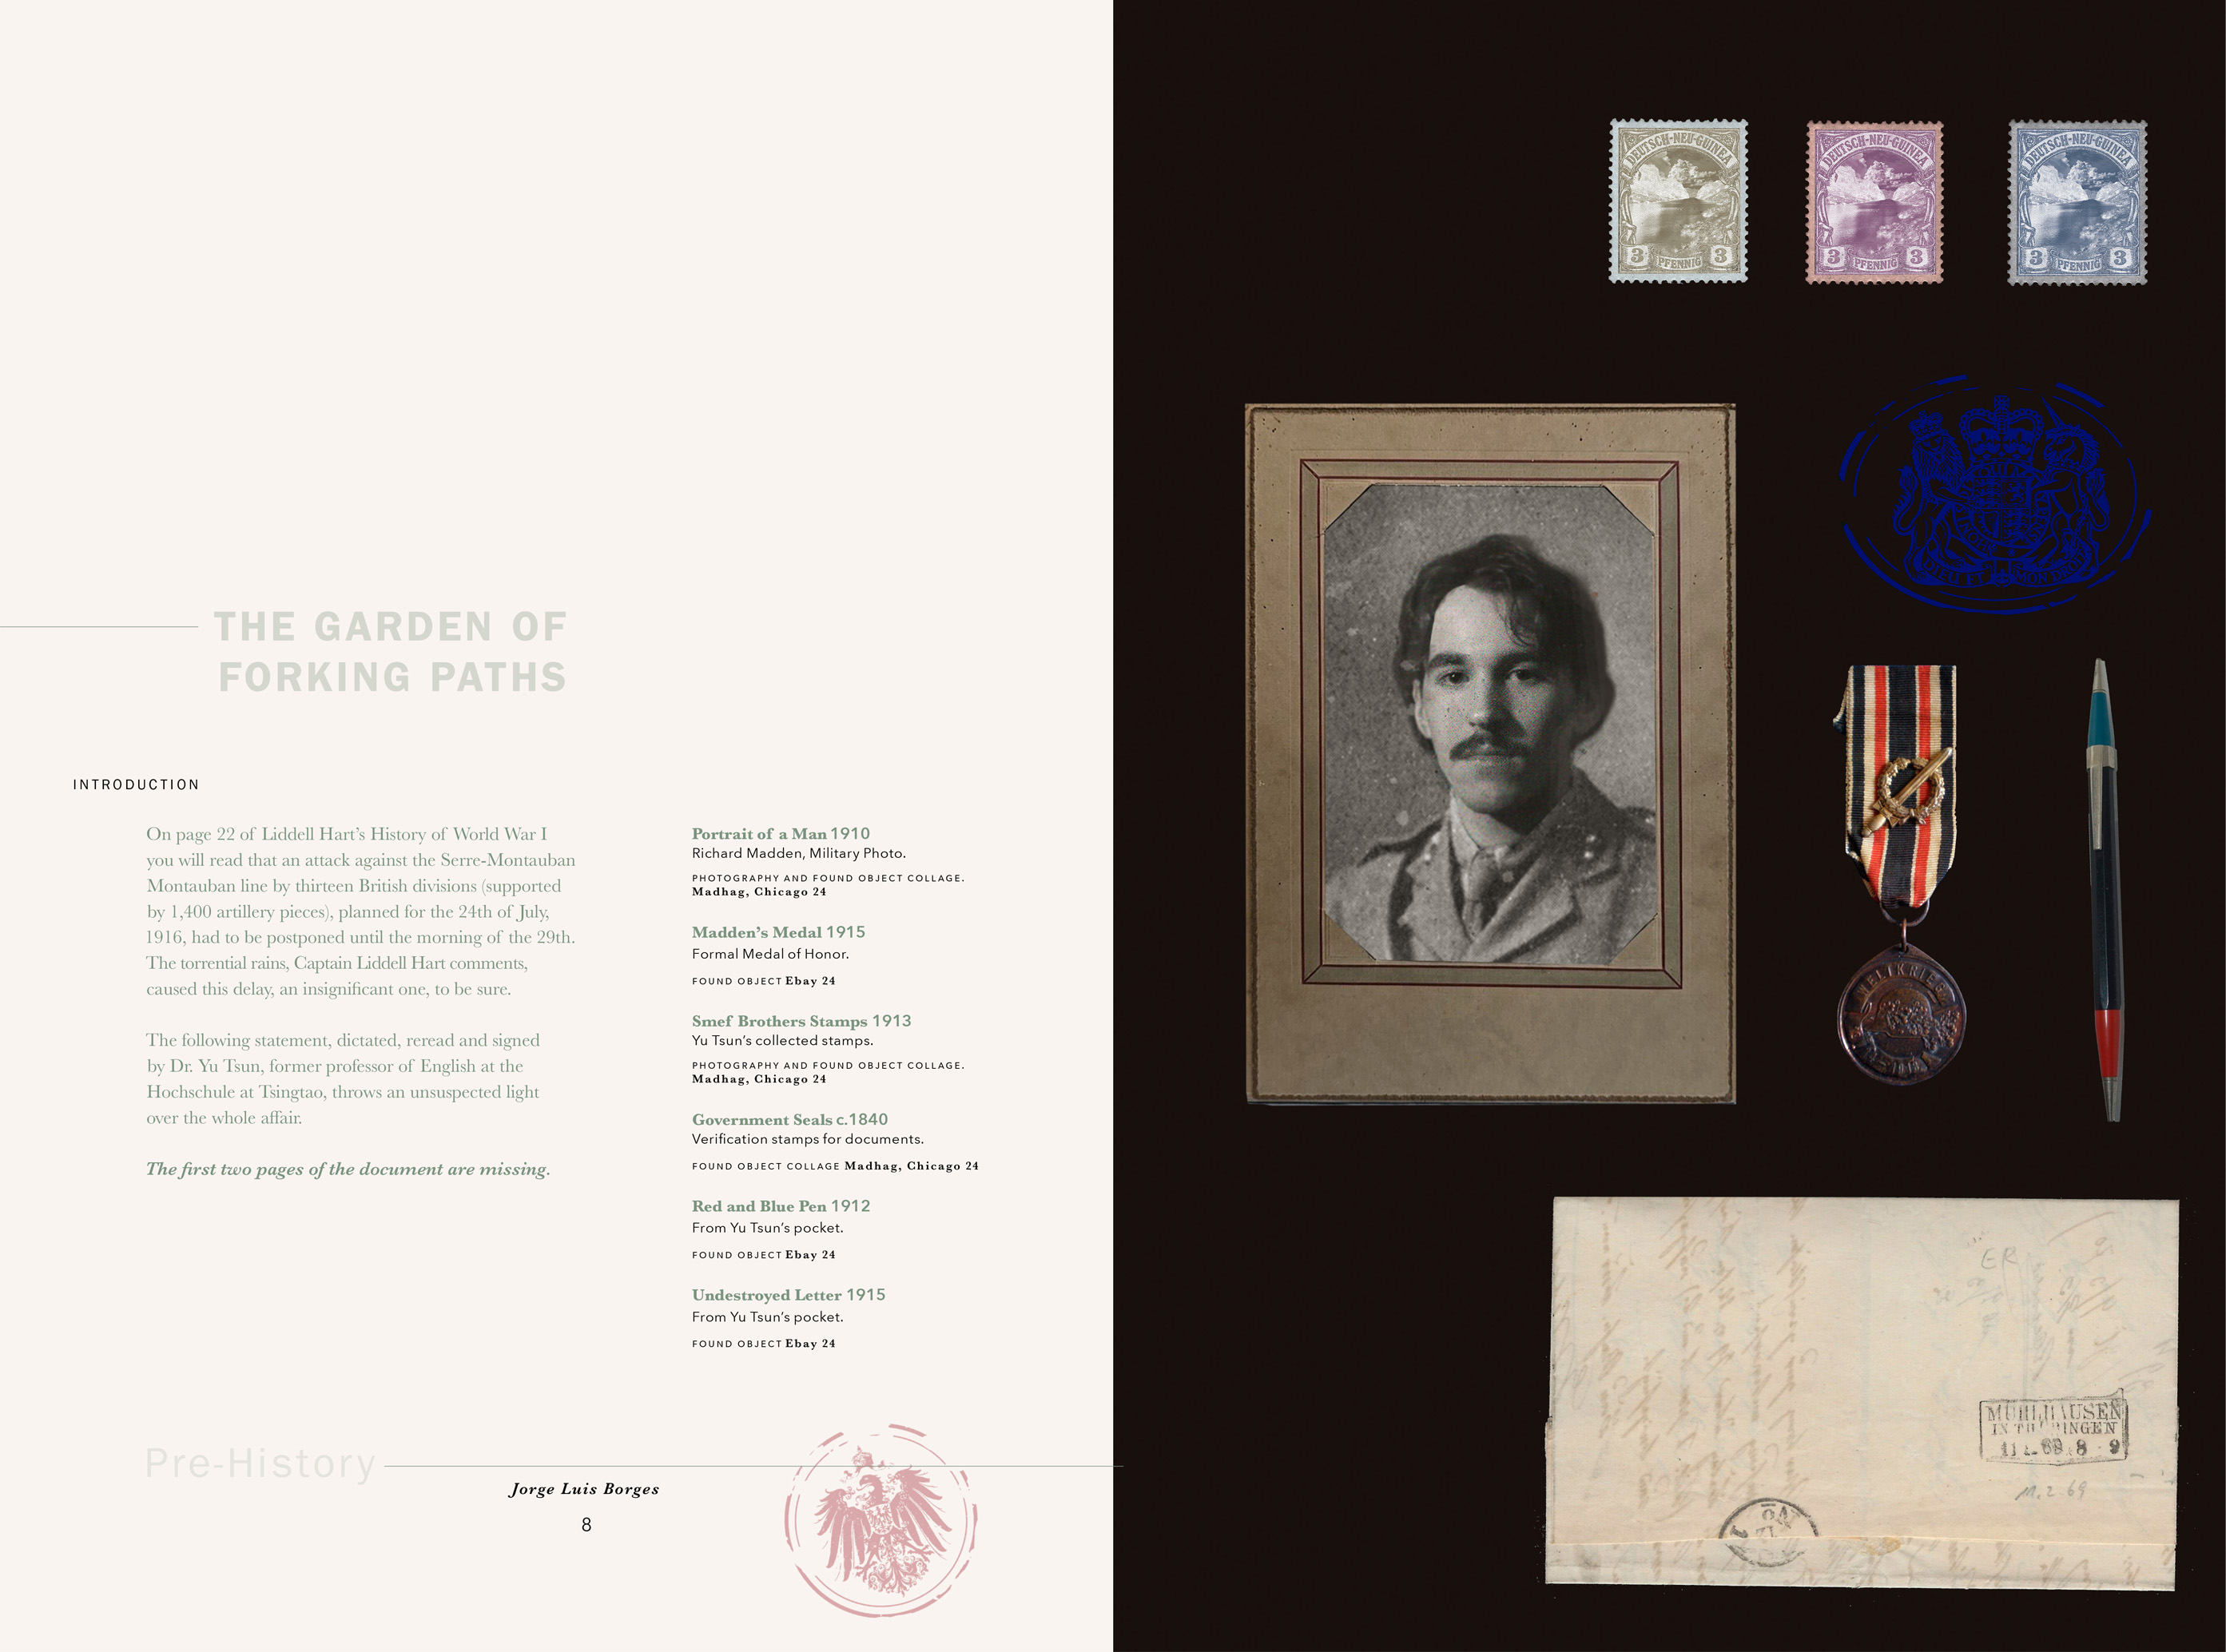 THE GARDEN OF
FORKING PATHS
INTRODUCTION
On page 22 of Liddell Hart’s History of World War I
you will read that an attack against the Serre-Montauban
Montauban line by thirteen British divisions (supported
by 1,400 artillery pieces), planned for the 24th of July,
1916, had to be postponed until the morning of the 29th.
The torrential rains, Captain Liddell Hart comments,
caused this delay, an insignificant one, to be sure.
The following statement, dictated, reread and signed
by Dr. Yu Tsun, former professor of English at the
Hochschule at Tsingtao, throws an unsuspected light
over the whole affair.
The first two pages of the document are missing.
Portrait of a Man 1910
Richard Madden, Military Photo.
PHOTOGRAPHY AND FOUND OBJECT COLLAGE.
Madhag, Chicago 24
Madden’s Medal 1915
Formal Medal of Honor.
FOUND OBJECT Ebay 24
Smef Brothers Stamps 1913
Yu Tsun’s collected stamps.
PHOTOGRAPHY AND FOUND OBJECT COLLAGE.
Madhag, Chicago 24
Government Seals c.1840
Verification stamps for documents.
FOUND OBJECT COLLAGE Madhag, Chicago 24
Red and Blue Pen 1912
From Yu Tsun’s pocket.
FOUND OBJECT Ebay 24
Undestroyed Letter 1915
From Yu Tsun’s pocket.
FOUND OBJECT Ebay 24
Pre-History
Jorge Luis Borges
8
DEUTSCH-NEU-GUINEA
3 PFENNIG 3
DEUTSCH-NEU-GUINEA
3 PFENNIG 3
DEUTSCH-NEU-GUINEA
3 PFENNIG 3
DIEU ET MON DROIT
WELTKRIEG
ER
MÜHLHAUSEN
IN THÜRINGEN
11.2.69